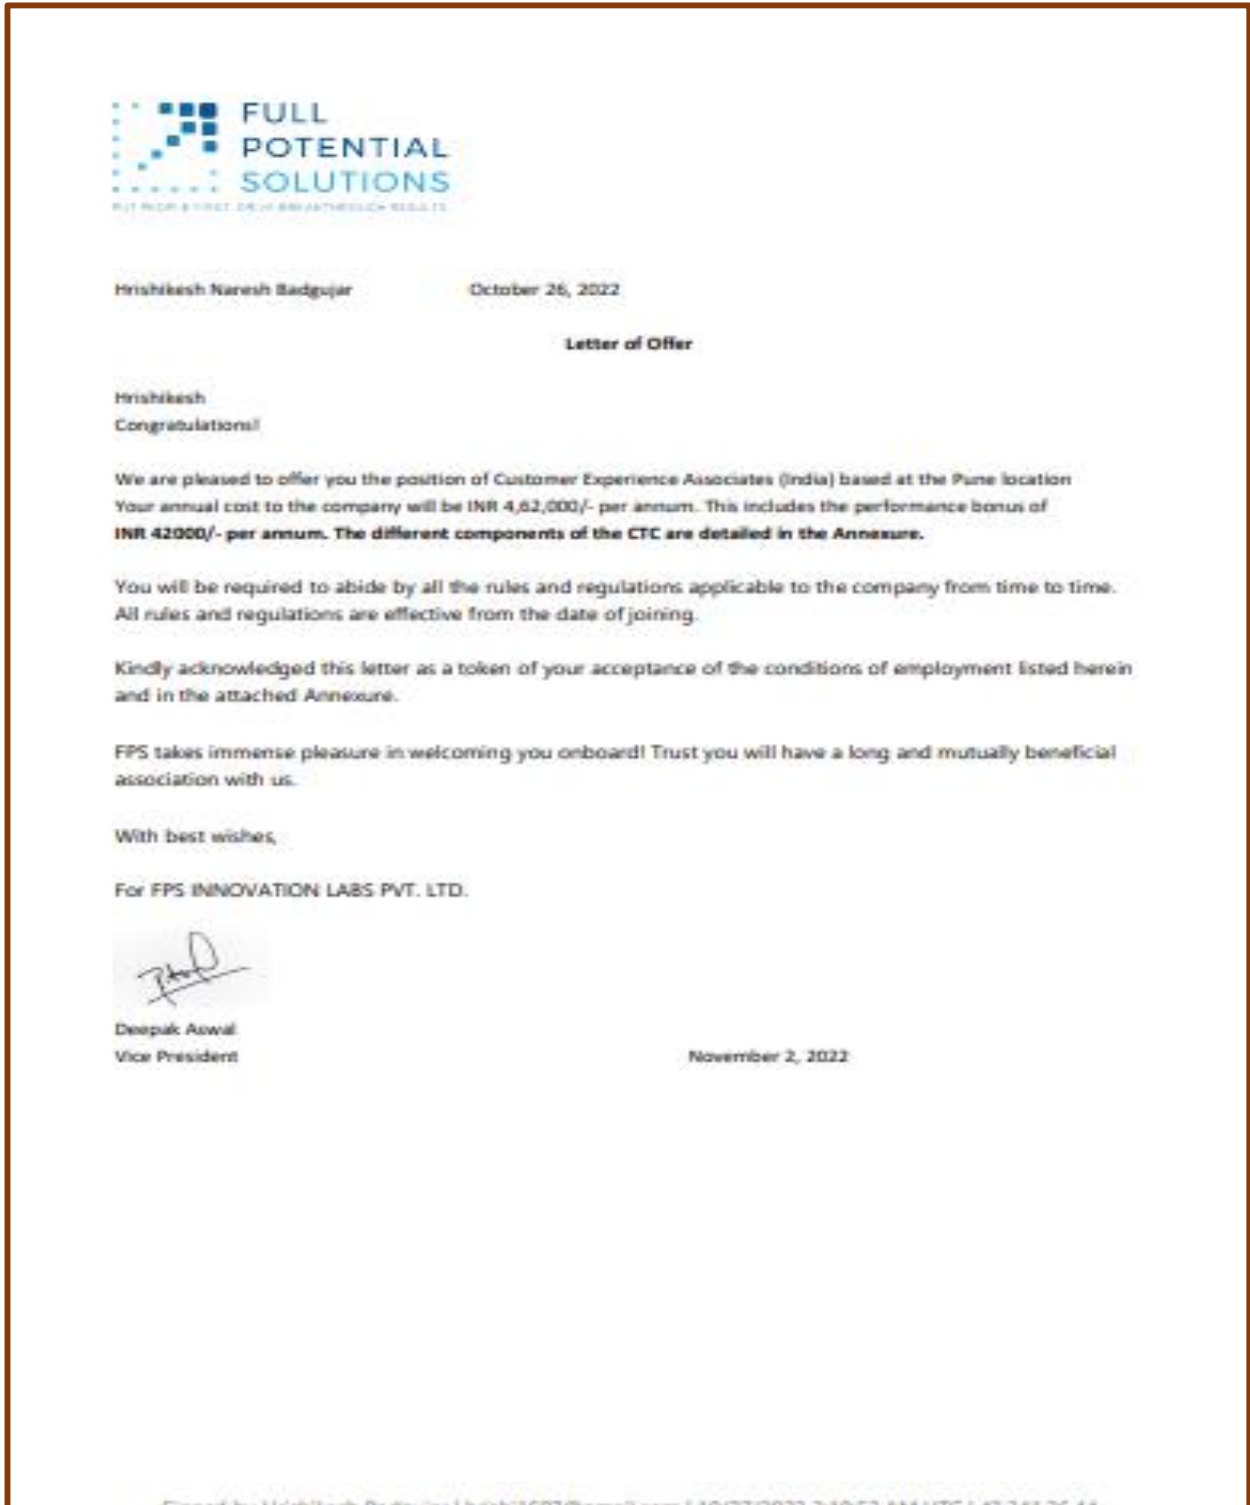 FULL
POTENTIAL
SOLUTIONS
Hrishikesh Naresh Badgujar October 26, 2022
Letter of Offer
Hrishikesh
Congratulations!
We are pleased to offer you the position of Customer Experience Associates (India) based at the Pune location
Your annual cost to the company will be INR 4,62,000/- per annum. This includes the performance bonus of
INR 42000/- per annum. The different components of the CTC are detailed in the Annexure.
You will be required to abide by all the rules and regulations applicable to the company from time to time.
All rules and regulations are effective from the date of joining.
Kindly acknowledged this letter as a token of your acceptance of the conditions of employment listed herein
and in the attached Annexure.
FPS takes immense pleasure in welcoming you onboard! Trust you will have a long and mutually beneficial
association with us.
With best wishes,
For FPS INNOVATION LABS PVT. LTD.
Deepak Aswal
Vice President November 2, 2022